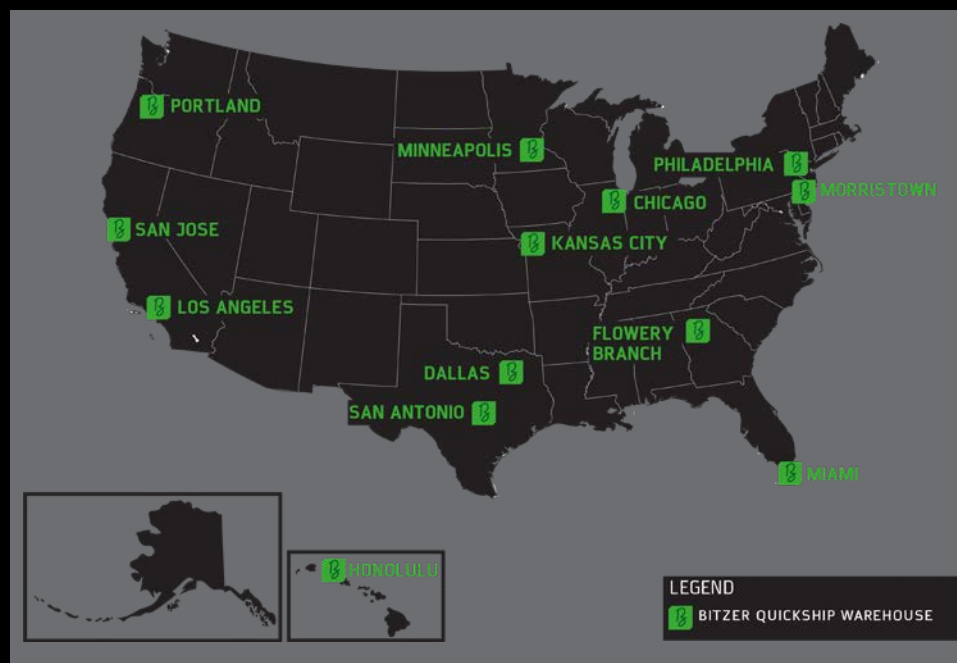 PORTLAND
MINNEAPOLIS
PHILADELPHIA
MORRISTOWN
CHICAGO
SAN JOSE
KANSAS CITY
LOS ANGELES
FLOWERY
BRANCH
DALLAS
SAN ANTONIO
MIAMI
HONOLULU
LEGEND
BITZER QUICKSHIP WAREHOUSE